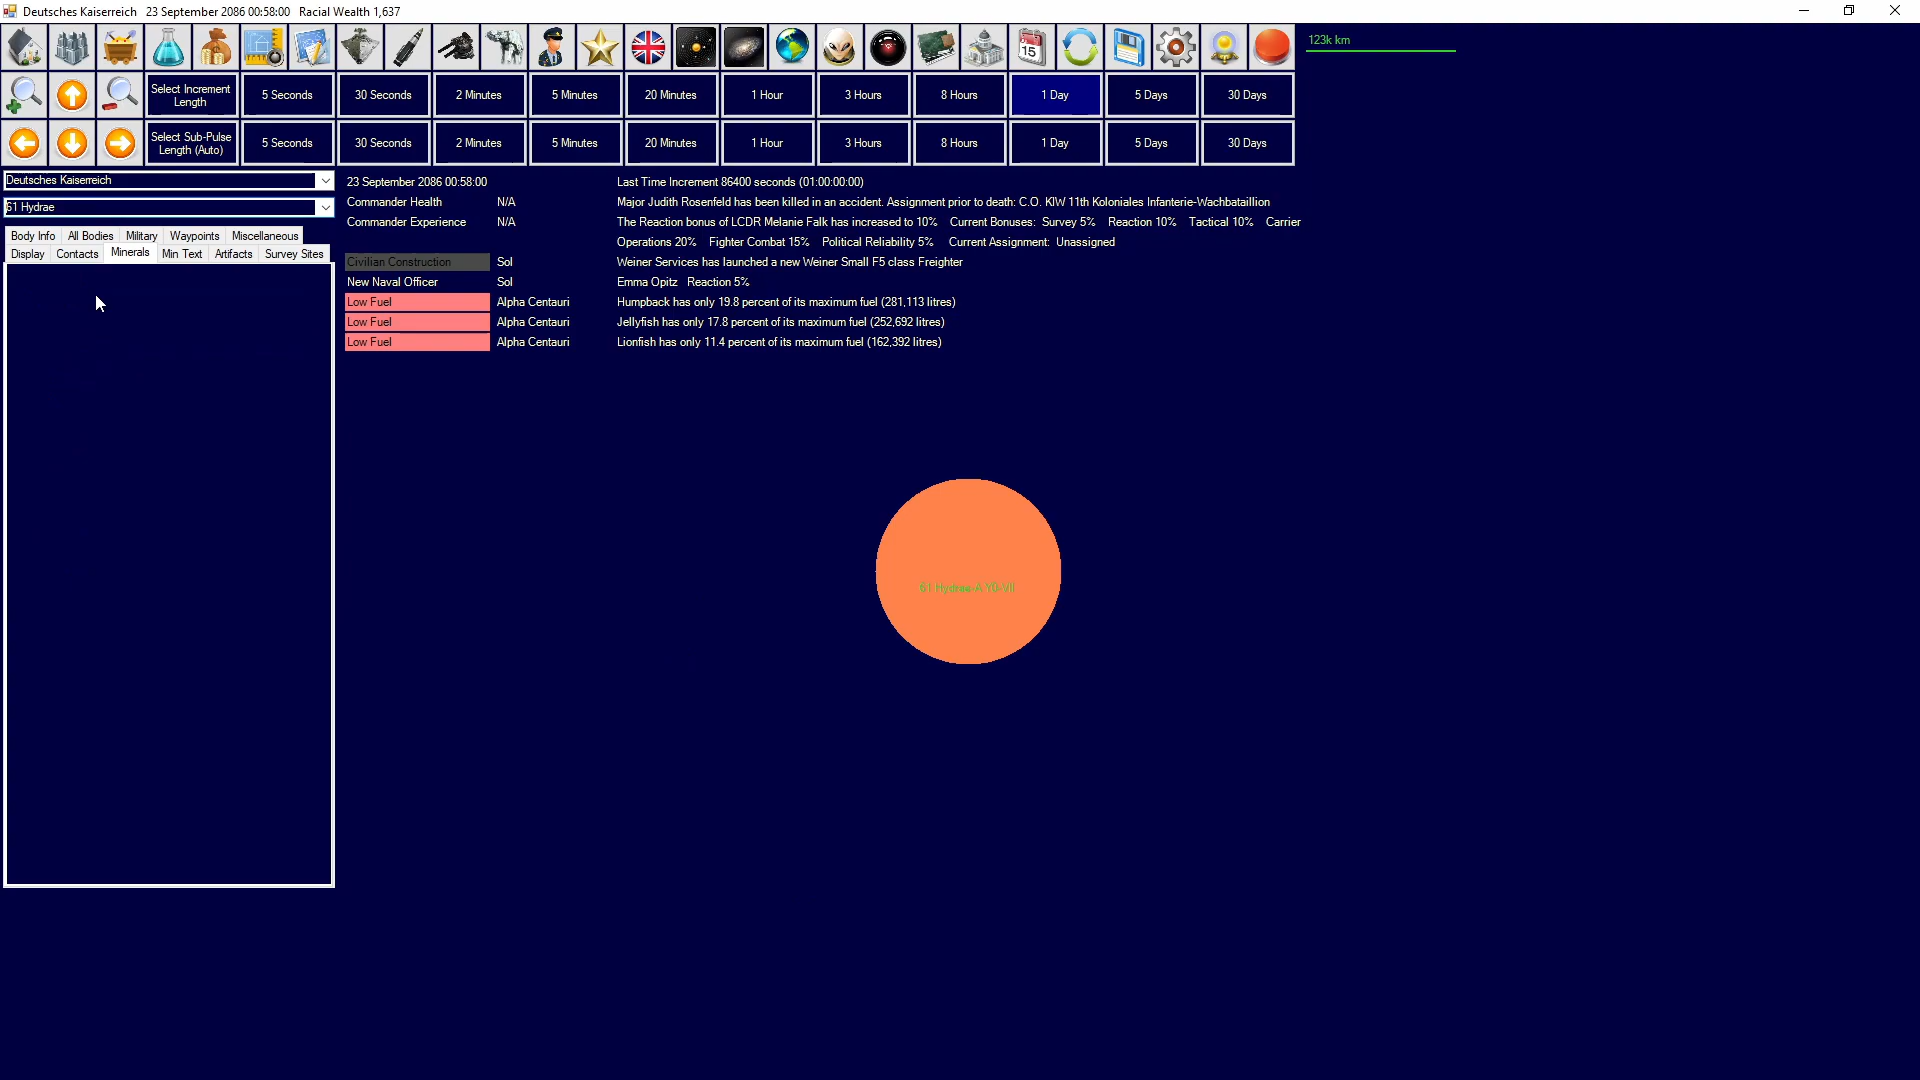 Deutsches Kaiserreich 23 September 2086 00:58:00 Racial Wealth 1,637
15
123k km
Select Increment Length 5 Seconds 30 Seconds 2 Minutes 5 Minutes 20 Minutes 1 Hour 3 Hours 8 Hours 1 Day 5 Days 30 Days
Select Sub-Pulse Length (Auto) 5 Seconds 30 Seconds 2 Minutes 5 Minutes 20 Minutes 1 Hour 3 Hours 8 Hours 1 Day 5 Days 30 Days
Deutsches Kaiserreich
61 Hydrae
Body Info All Bodies Military Waypoints Miscellaneous
Display Contacts Minerals Min Text Artifacts Survey Sites
23 September 2086 00:58:00 Last Time Increment 86400 seconds (01:00:00:00)
Commander Health N/A Major Judith Rosenfeld has been killed in an accident. Assignment prior to death: C.O. KIW 11th Koloniales Infanterie-Wachbataillion
Commander Experience N/A The Reaction bonus of LCDR Melanie Falk has increased to 10% Current Bonuses: Survey 5% Reaction 10% Tactical 10% Carrier
Operations 20% Fighter Combat 15% Political Reliability 5% Current Assignment: Unassigned
Civilian Construction Sol Weiner Services has launched a new Weiner Small F5 class Freighter
New Naval Officer Sol Emma Opitz Reaction 5%
Low Fuel Alpha Centauri Humpback has only 19.8 percent of its maximum fuel (281,113 litres)
Low Fuel Alpha Centauri Jellyfish has only 17.8 percent of its maximum fuel (252,692 litres)
Low Fuel Alpha Centauri Lionfish has only 11.4 percent of its maximum fuel (162,392 litres)
61 Hydrae-A Y0-VII